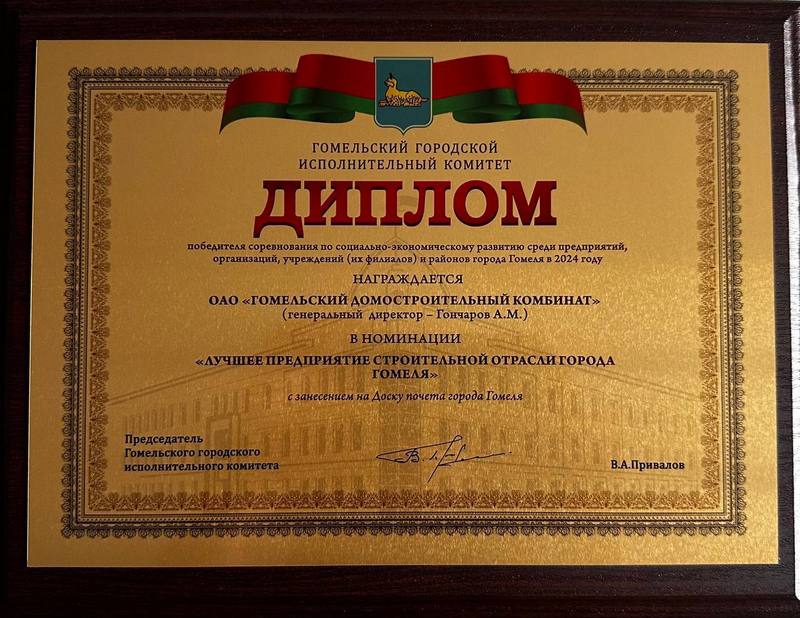 ГОМЕЛЬСКИЙ ГОРОДСКОЙ
ИСПОЛНИТЕЛЬНЫЙ КОМИТЕТ
ДИПЛОМ
победителя соревнования по социально-экономическому развитию среди предприятий,
организаций, учреждений (их филиалов) и районов города Гомеля в 2024 году
НАГРАЖДАЕТСЯ
ОАО «ГОМЕЛЬСКИЙ ДОМОСТРОИТЕЛЬНЫЙ КОМБИНАТ»
(генеральный директор – Гончаров А.М.)
В НОМИНАЦИИ
«ЛУЧШЕЕ ПРЕДПРИЯТИЕ СТРОИТЕЛЬНОЙ ОТРАСЛИ ГОРОДА
ГОМЕЛЯ»
с занесением на Доску почета города Гомеля
Председатель
Гомельского городского
исполнительного комитета
В.А.Привалов